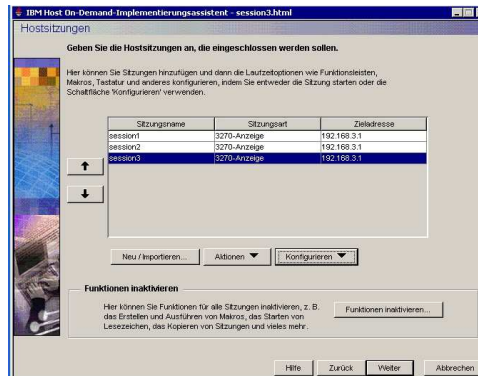 IBM Host On-Demand-Implementierungsassistent - session3.html
Hostsitzungen
Geben Sie die Hostsitzungen an, die eingeschlossen werden sollen.
Hier können Sie Sitzungen hinzufügen und dann die Laufzeitoptionen wie Funktionsleisten,
Makros, Tastatur und anderes konfigurieren, indem Sie entweder die Sitzung starten oder die
Schaltfläche 'Konfigurieren' verwenden.
Sitzungsname Sitzungsart Zieladresse
session1 3270-Anzeige 192.168.3.1
session2 3270-Anzeige 192.168.3.1
session3 3270-Anzeige 192.168.3.1
Neu / Importieren... Aktionen Konfigurieren
Funktionen inaktivieren
Hier können Sie Funktionen für alle Sitzungen inaktivieren, z. B.
das Erstellen und Ausführen von Makros, das Starten von
Lesezeichen, das Kopieren von Sitzungen und vieles mehr.
Funktionen inaktivieren...
Hilfe Zurück Weiter Abbrechen